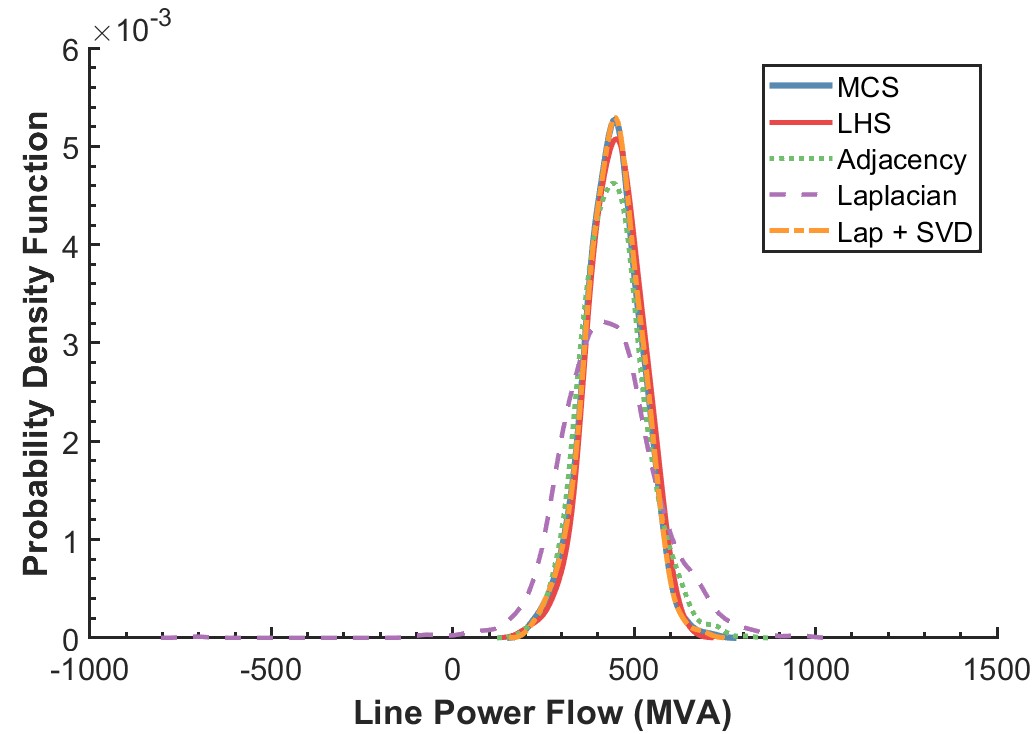 ×10⁻³
6
5
4
3
2
1
0
-1000 -500 0 500 1000 1500
Probability Density Function
Line Power Flow (MVA)
MCS
LHS
Adjacency
Laplacian
Lap + SVD